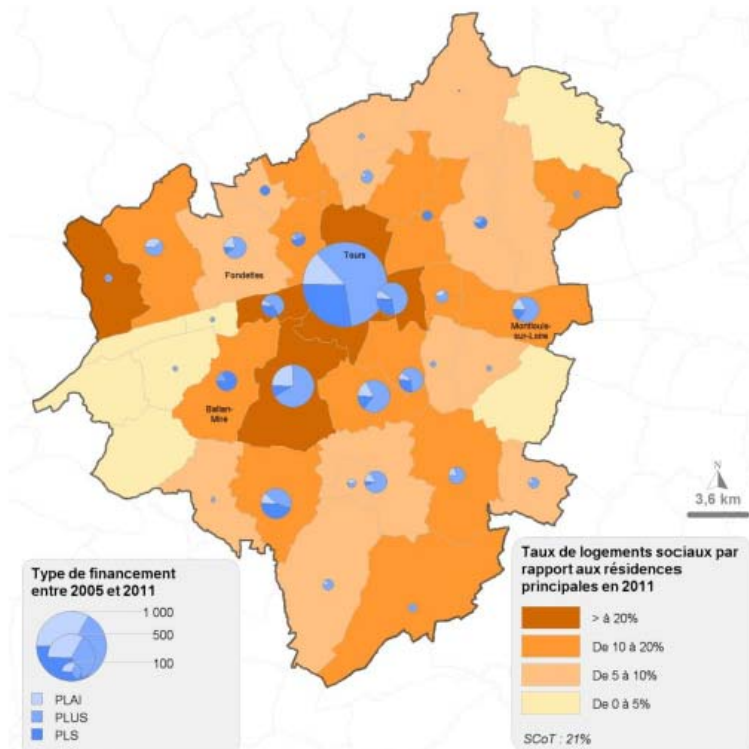 Tours
Fondettes
Montlouis-
sur-Loire
Ballan-
Miré
N
3,6 km
Type de financement
entre 2005 et 2011
1 000
500
100
PLAI
PLUS
PLS
Taux de logements sociaux par
rapport aux résidences
principales en 2011
> à 20%
De 10 à 20%
De 5 à 10%
De 0 à 5%
SCoT : 21%